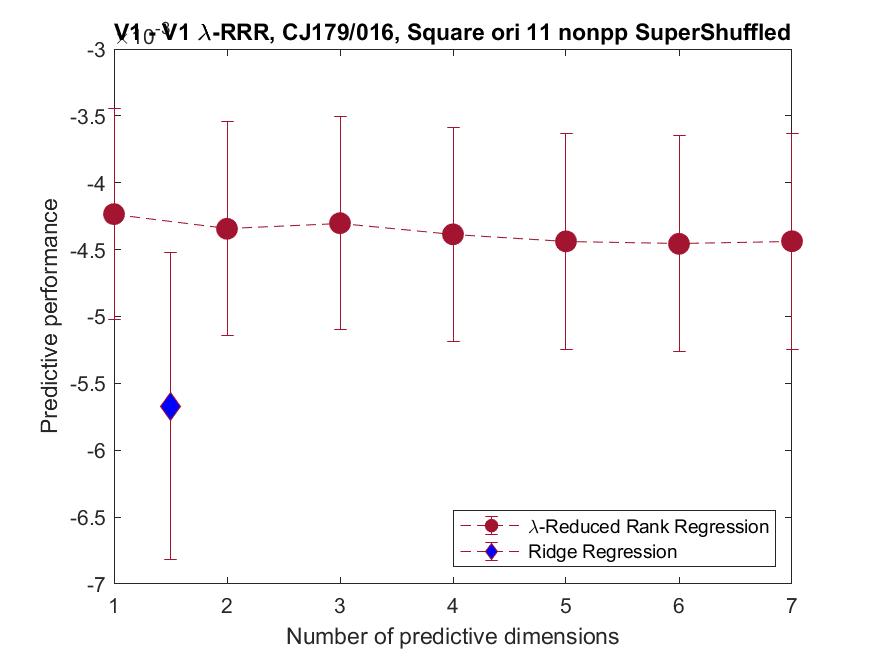 V1 - V1 λ-RRR, CJ179/016, Square ori 11 nonpp SuperShuffled
×10⁻³
-3
-3.5
-4
-4.5
-5
-5.5
-6
-6.5
-7
Predictive performance
1 2 3 4 5 6 7
Number of predictive dimensions
λ-Reduced Rank Regression
Ridge Regression